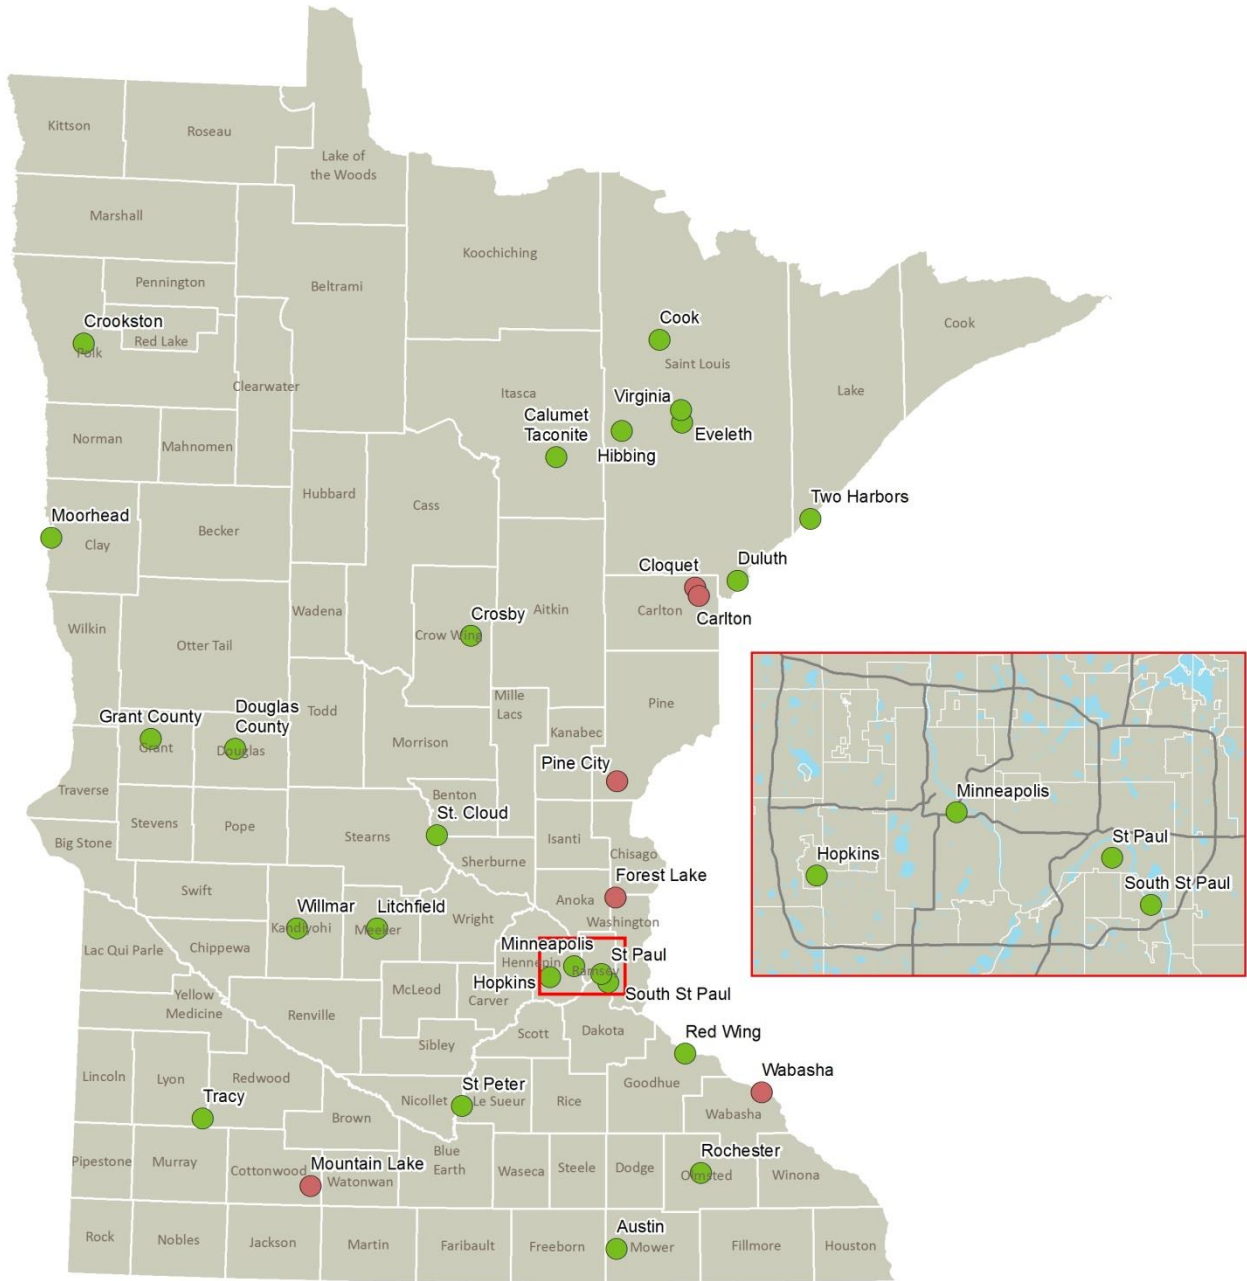 Kittson
Roseau
Lake of
the Woods
Marshall
Koochiching
Pennington
Beltrami
Crookston
Polk
Red Lake
Cook
Cook
Saint Louis
Clearwater
Itasca
Lake
Virginia
Calumet
Taconite
Norman
Mahnomen
Eveleth
Hibbing
Hubbard
Cass
Two Harbors
Moorhead
Clay
Becker
Duluth
Cloquet
Carlton
Carlton
Wadena
Aitkin
Crosby
Crow Wing
Wilkin
Otter Tail
Mille
Lacs
Pine
Grant County
Grant
Douglas
County
Douglas
Todd
Morrison
Kanabec
Pine City
Traverse
Benton
St. Cloud
Stevens
Pope
Stearns
Big Stone
Isanti
Sherburne
Chisago
Minneapolis
St Paul
Hopkins
South St Paul
Swift
Forest Lake
Anoka
Washington
Willmar
Kandiyohi
Litchfield
Meeker
Wright
Lac Qui Parle
Chippewa
Minneapolis
Hennepin
St Paul
Ramsey
Hopkins
South St Paul
McLeod
Carver
Yellow
Medicine
Renville
Scott
Dakota
Sibley
Red Wing
Wabasha
Lincoln
Lyon
Redwood
Goodhue
Tracy
St Peter
Nicollet
Le Sueur
Rice
Wabasha
Brown
Pipestone
Murray
Cottonwood
Mountain Lake
Watonwan
Blue
Earth
Waseca
Steele
Dodge
Rochester
Olmsted
Winona
Rock
Nobles
Jackson
Martin
Faribault
Freeborn
Austin
Mower
Fillmore
Houston